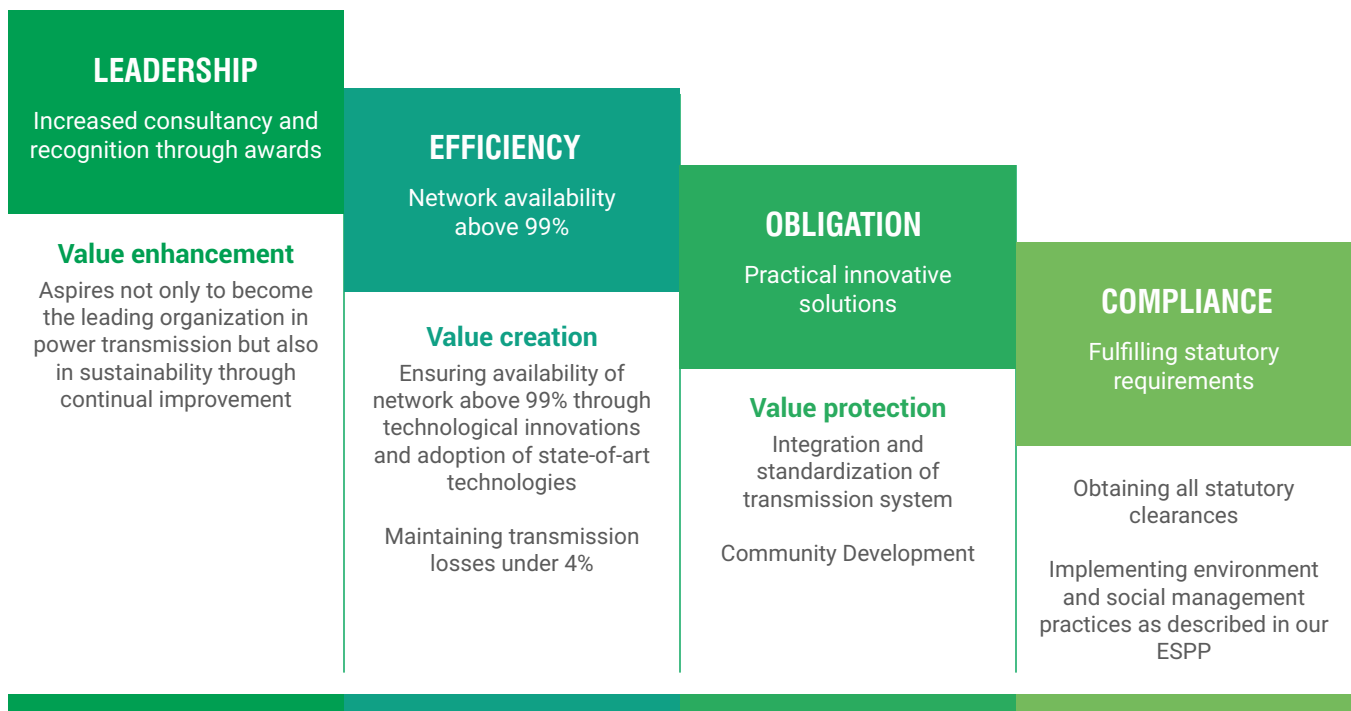 LEADERSHIP
Increased consultancy and
recognition through awards
Value enhancement
Aspires not only to become
the leading organization in
power transmission but also
in sustainability through
continual improvement
EFFICIENCY
Network availability
above 99%
Value creation
Ensuring availability of
network above 99% through
technological innovations
and adoption of state-of-art
technologies
Maintaining transmission
losses under 4%
OBLIGATION
Practical innovative
solutions
Value protection
Integration and
standardization of
transmission system
Community Development
COMPLIANCE
Fulfilling statutory
requirements
Obtaining all statutory
clearances
Implementing environment
and social management
practices as described in our
ESPP